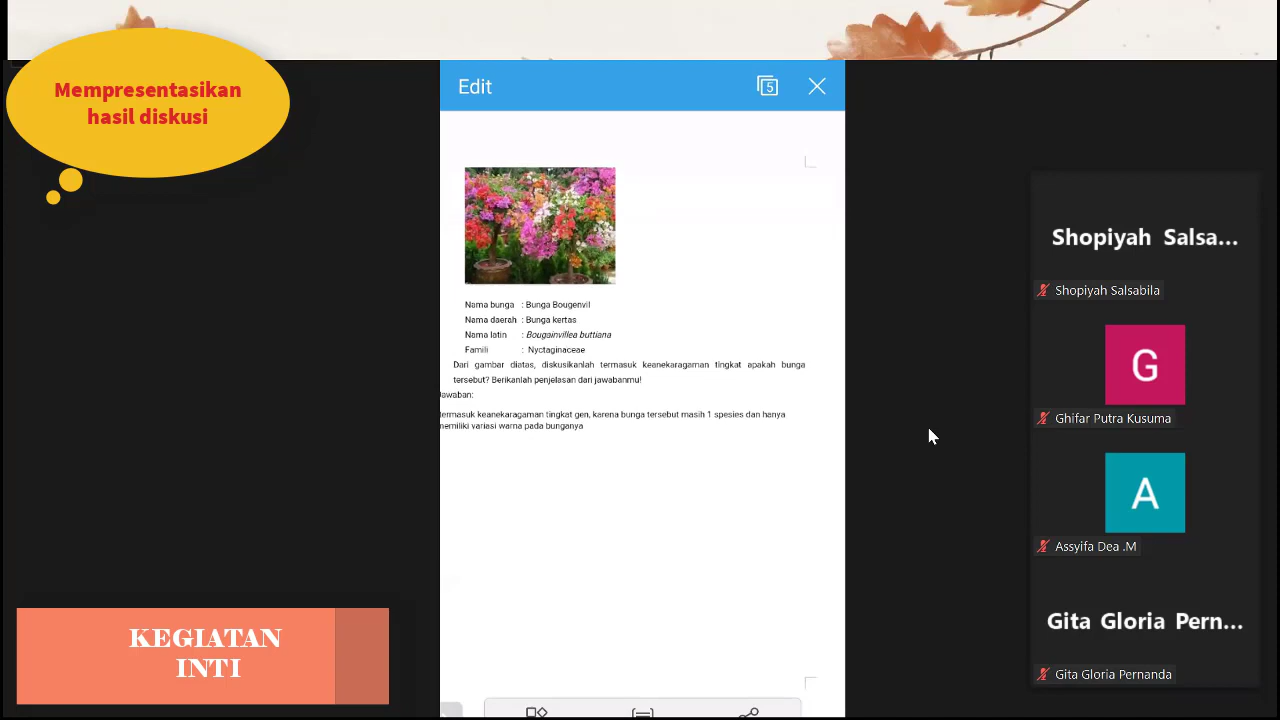 Mempresentasikan
hasil diskusi
Edit
5
Nama bunga : Bunga Bougenvil
Nama daerah : Bunga kertas
Nama latin : Bougainvillea buttiana
Famili : Nyctaginaceae
Dari gambar diatas, diskusikanlah termasuk keanekaragaman tingkat apakah bunga
tersebut? Berikanlah penjelasan dari jawabanmu!
Jawaban:
termasuk keanekaragaman tingkat gen, karena bunga tersebut masih 1 spesies dan hanya
memiliki variasi warna pada bunganya
Shopiyah Salsa...
Shopiyah Salsabila
G
Ghifar Putra Kusuma
A
Assyifa Dea .M
Gita Gloria Pern...
Gita Gloria Pernanda
KEGIATAN
INTI